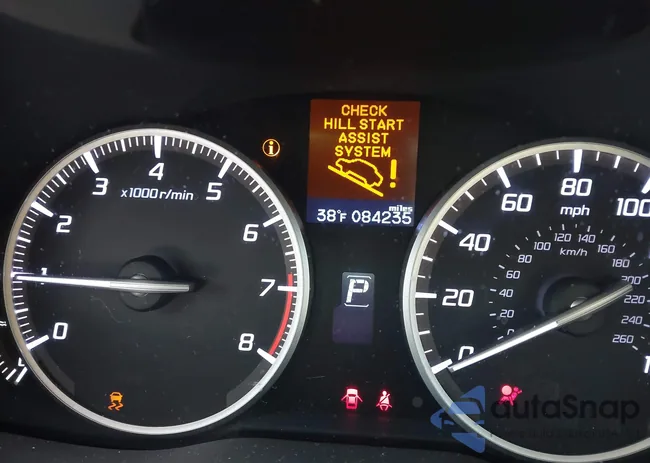 CHECK
HILL START
ASSIST
SYSTEM
!
miles
38°F 084235
i
x1000 r/min
0
1
2
3
4
5
6
7
8
P
mph
km/h
0
20
40
60
80
100
0
20
40
60
80
100
120
140
160
180
200
220
240
260
autoSnap